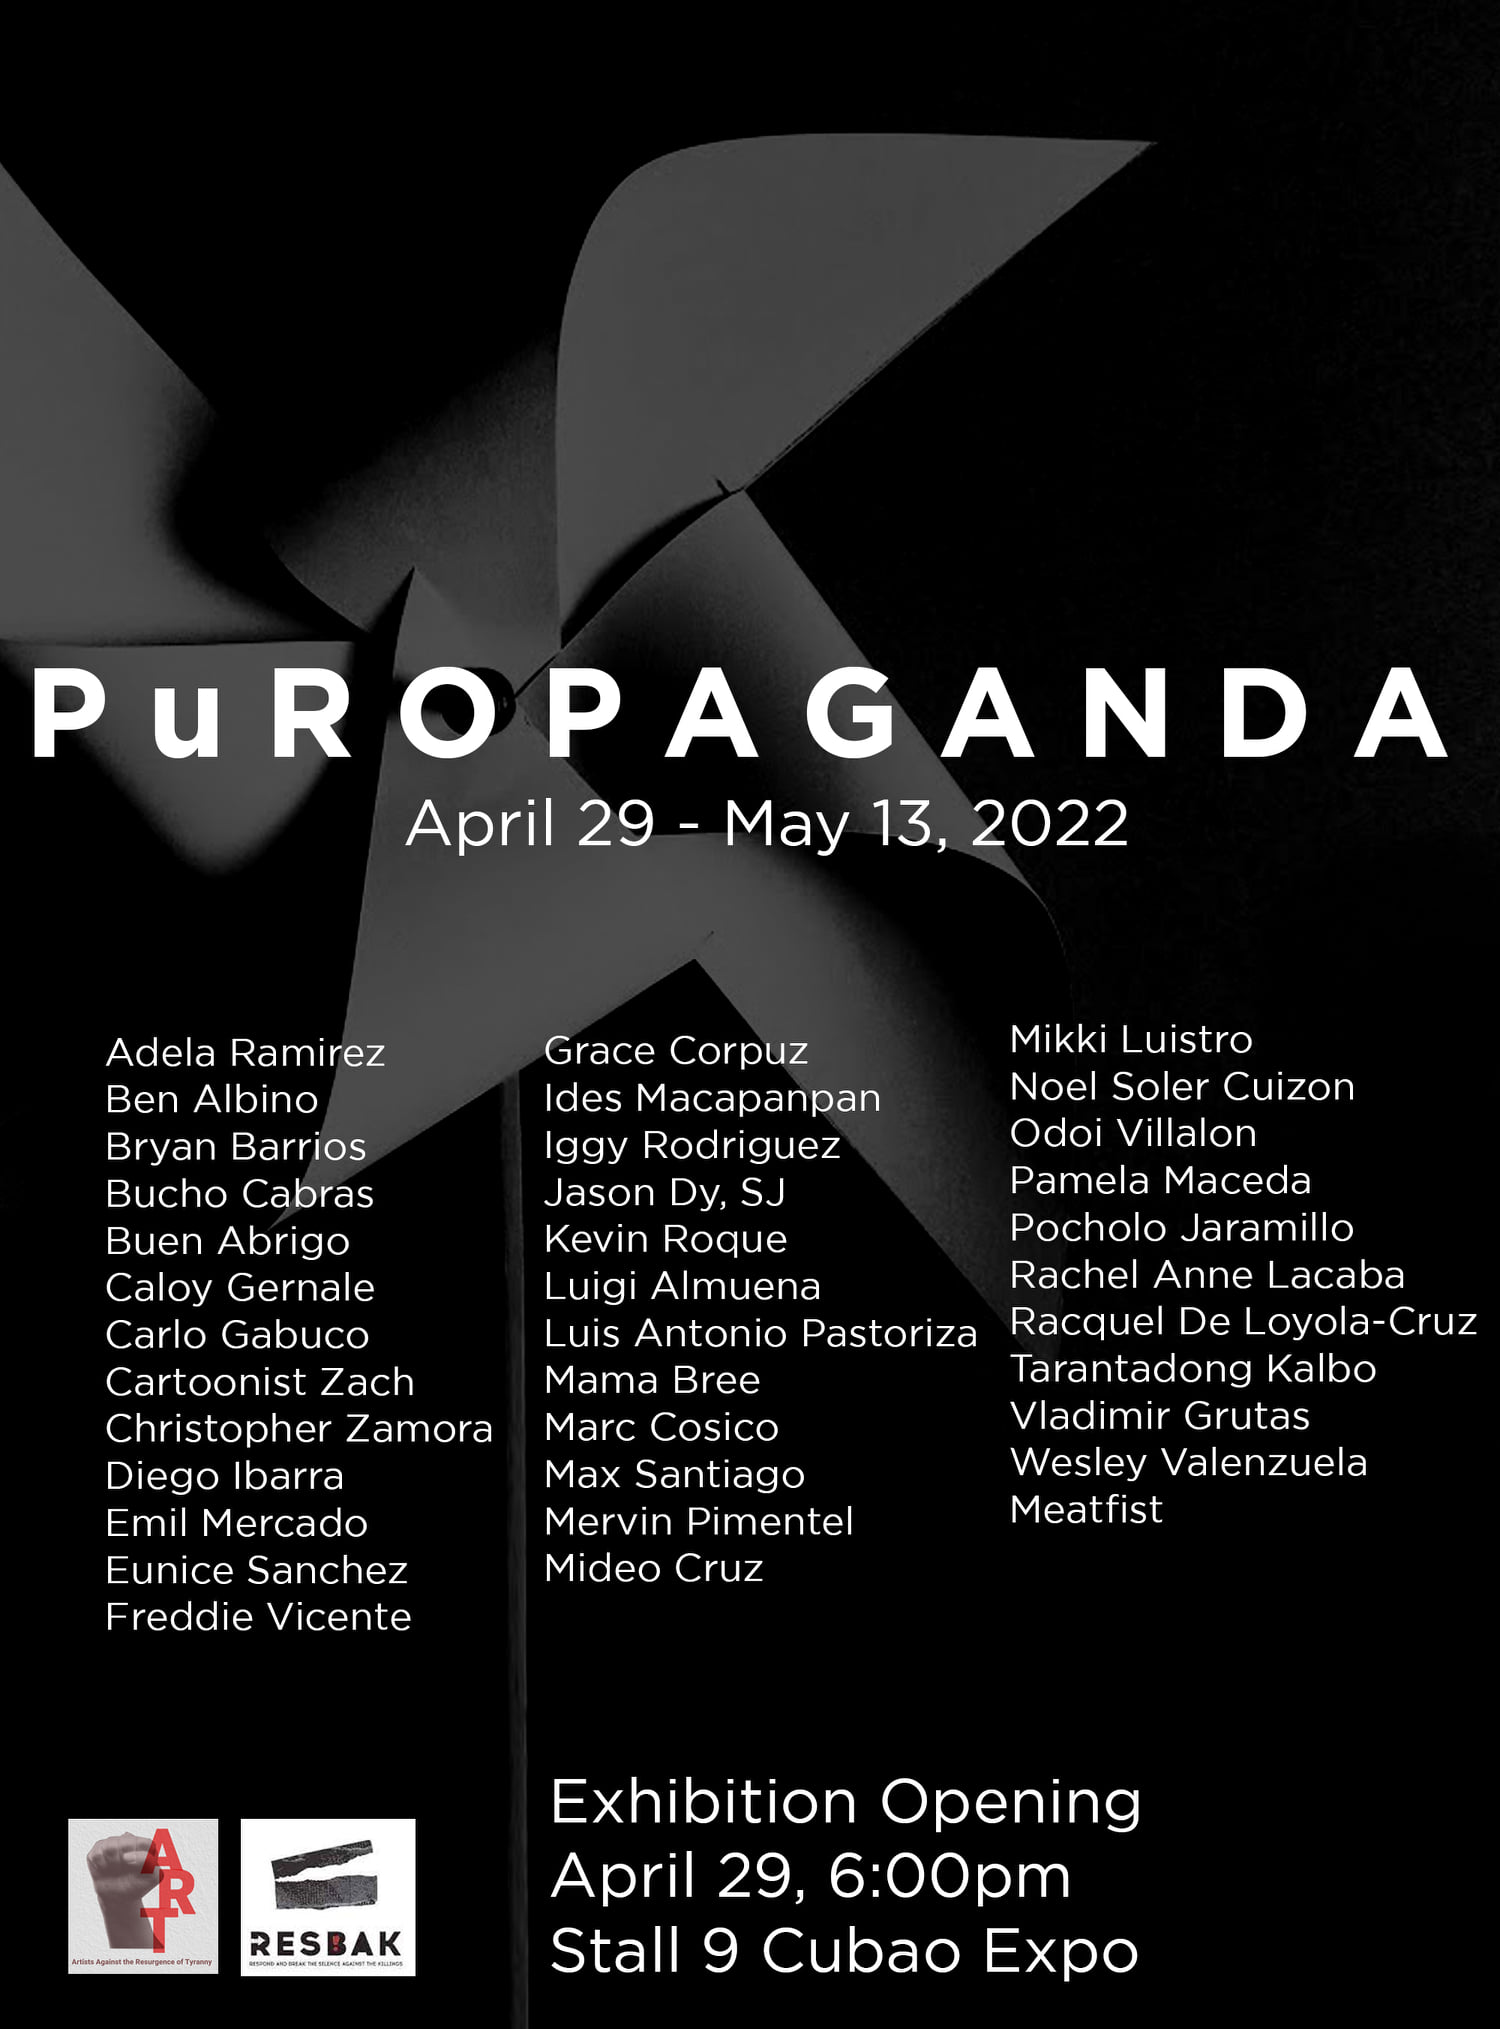 PuROPAGANDA
April 29 - May 13, 2022
Adela Ramirez
Ben Albino
Bryan Barrios
Bucho Cabras
Buen Abrigo
Caloy Gernale
Carlo Gabuco
Cartoonist Zach
Christopher Zamora
Diego Ibarra
Emil Mercado
Eunice Sanchez
Freddie Vicente
Grace Corpuz
Ides Macapanpan
Iggy Rodriguez
Jason Dy, SJ
Kevin Roque
Luigi Almuena
Luis Antonio Pastoriza
Mama Bree
Marc Cosico
Max Santiago
Mervin Pimentel
Mideo Cruz
Mikki Luistro
Noel Soler Cuizon
Odoi Villalon
Pamela Maceda
Pocholo Jaramillo
Rachel Anne Lacaba
Racquel De Loyola-Cruz
Tarantadong Kalbo
Vladimir Grutas
Wesley Valenzuela
Meatfist
ART
Artists Against the Resurgence of Tyranny
RESBAK
RESPOND AND BREAK THE SILENCE AGAINST THE KILLINGS
Exhibition Opening
April 29, 6:00pm
Stall 9 Cubao Expo